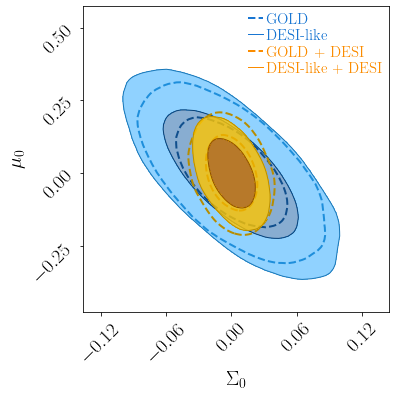 GOLD
DESI-like
GOLD + DESI
DESI-like + DESI
0.50
0.25
0.00
−0.25
μ0
−0.12
−0.06
0.00
0.06
0.12
Σ0